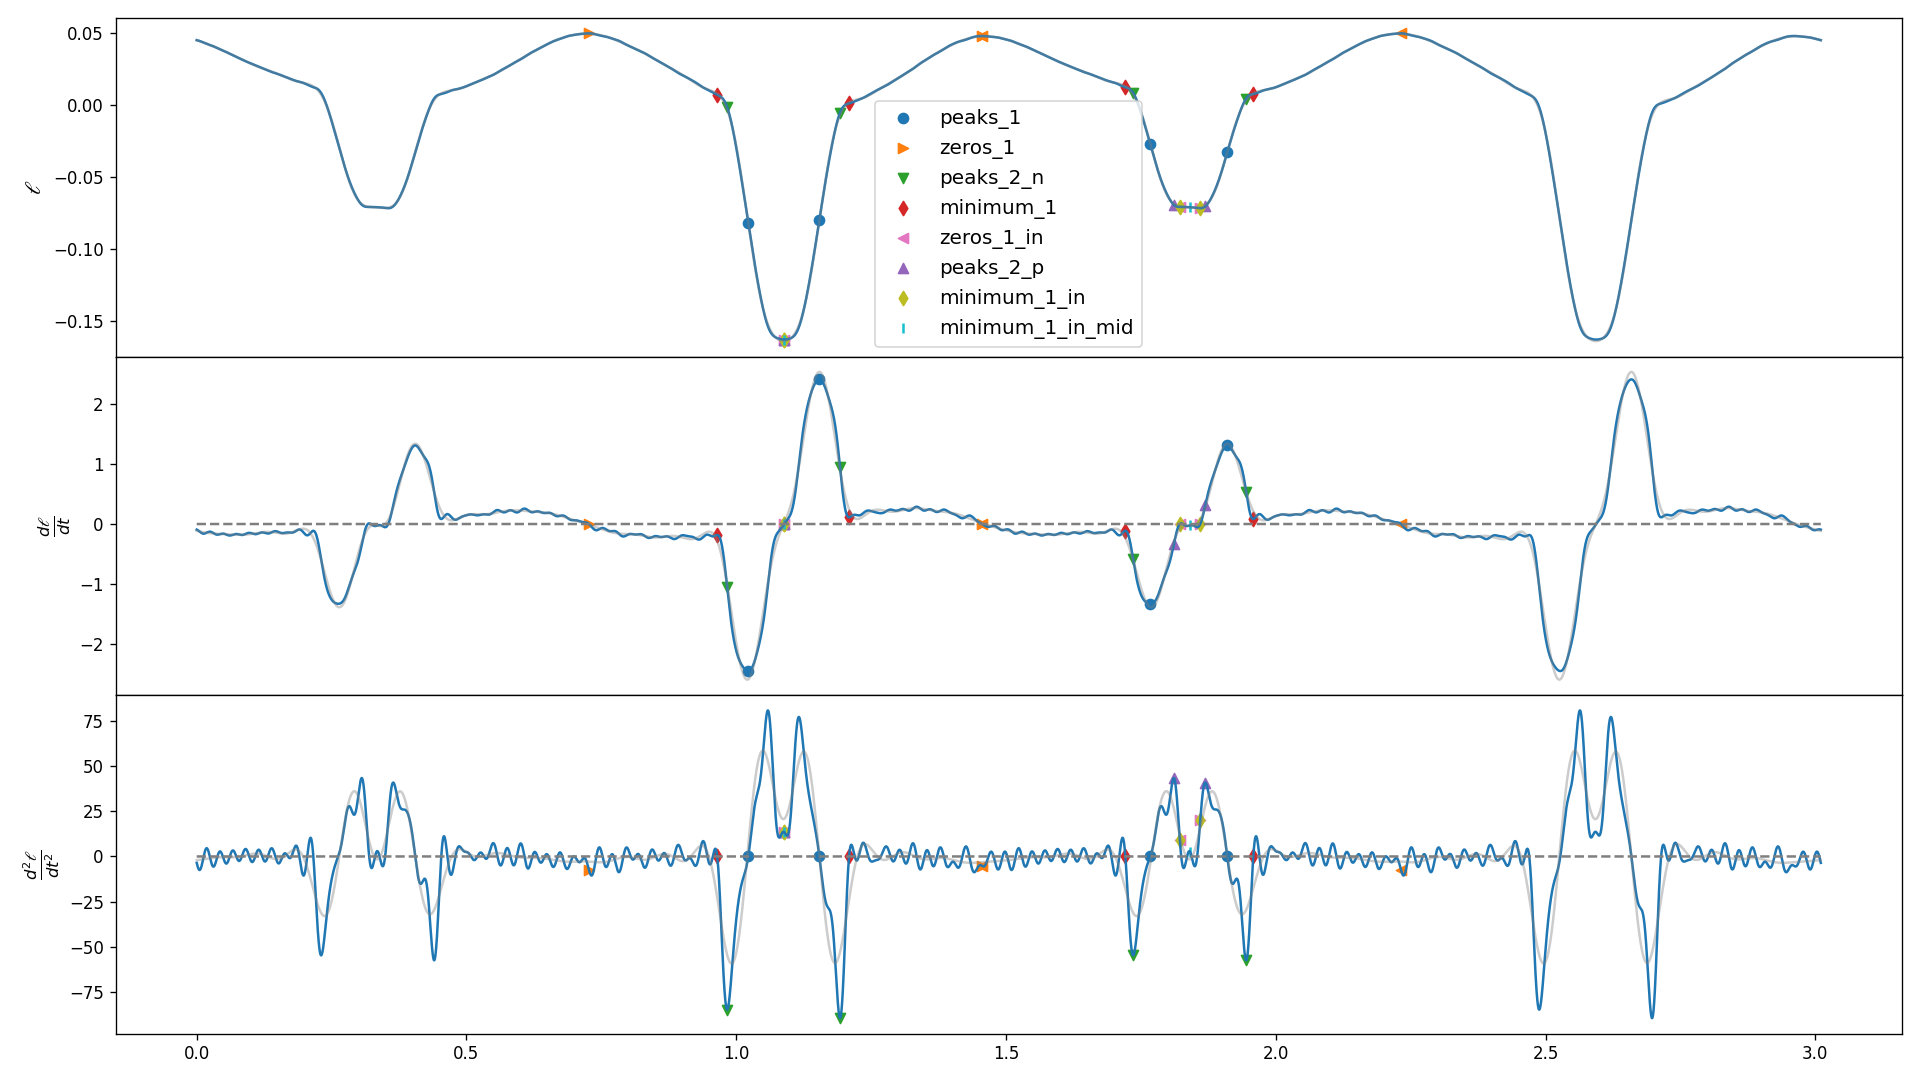 0.05
0.00
−0.05
−0.10
−0.15
ℓ
peaks_1
zeros_1
peaks_2_n
minimum_1
zeros_1_in
peaks_2_p
minimum_1_in
minimum_1_in_mid
2
1
0
−1
−2
dℓ
dt
75
50
25
0
−25
−50
−75
d²ℓ
dt²
0.0 0.5 1.0 1.5 2.0 2.5 3.0